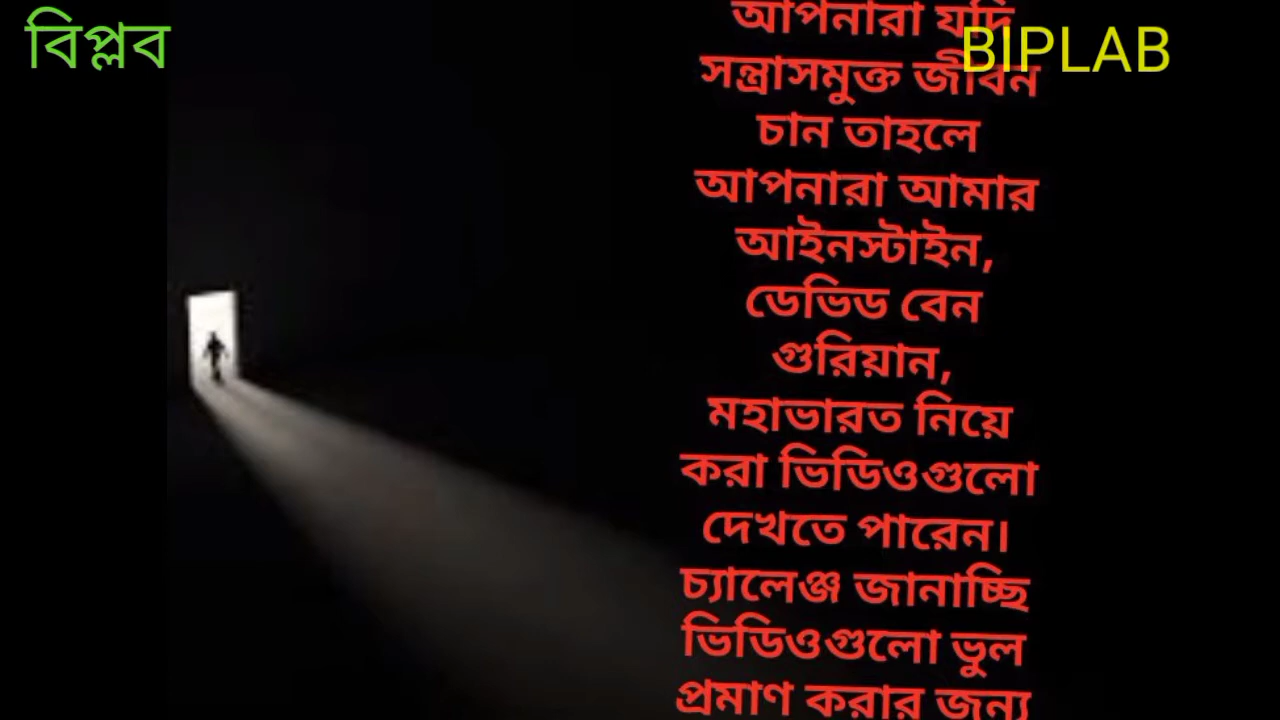 বিপ্লব
BIPLAB
আপনারা যদি
সন্ত্রাসমুক্ত জীবন
চান তাহলে
আপনারা আমার
আইনস্টাইন,
ডেভিড বেন
গুরিয়ান,
মহাভারত নিয়ে
করা ভিডিওগুলো
দেখতে পারেন।
চ্যালেঞ্জ জানাচ্ছি
ভিডিওগুলো ভুল
প্রমাণ করার জন্য